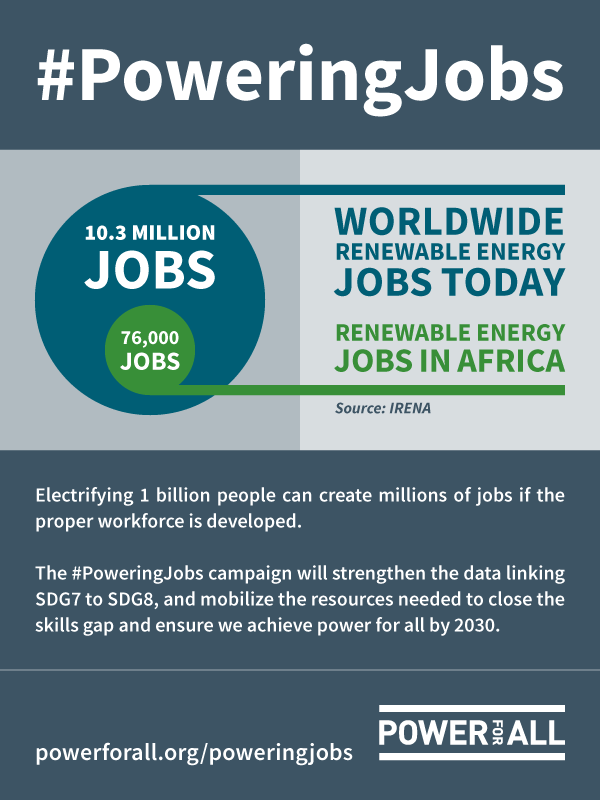 #PoweringJobs
10.3 MILLION
JOBS
76,000
JOBS
WORLDWIDE
RENEWABLE ENERGY
JOBS TODAY
RENEWABLE ENERGY
JOBS IN AFRICA
Source: IRENA
Electrifying 1 billion people can create millions of jobs if the
proper workforce is developed.
The #PoweringJobs campaign will strengthen the data linking
SDG7 to SDG8, and mobilize the resources needed to close the
skills gap and ensure we achieve power for all by 2030.
powerforall.org/poweringjobs
POWER FOR ALL